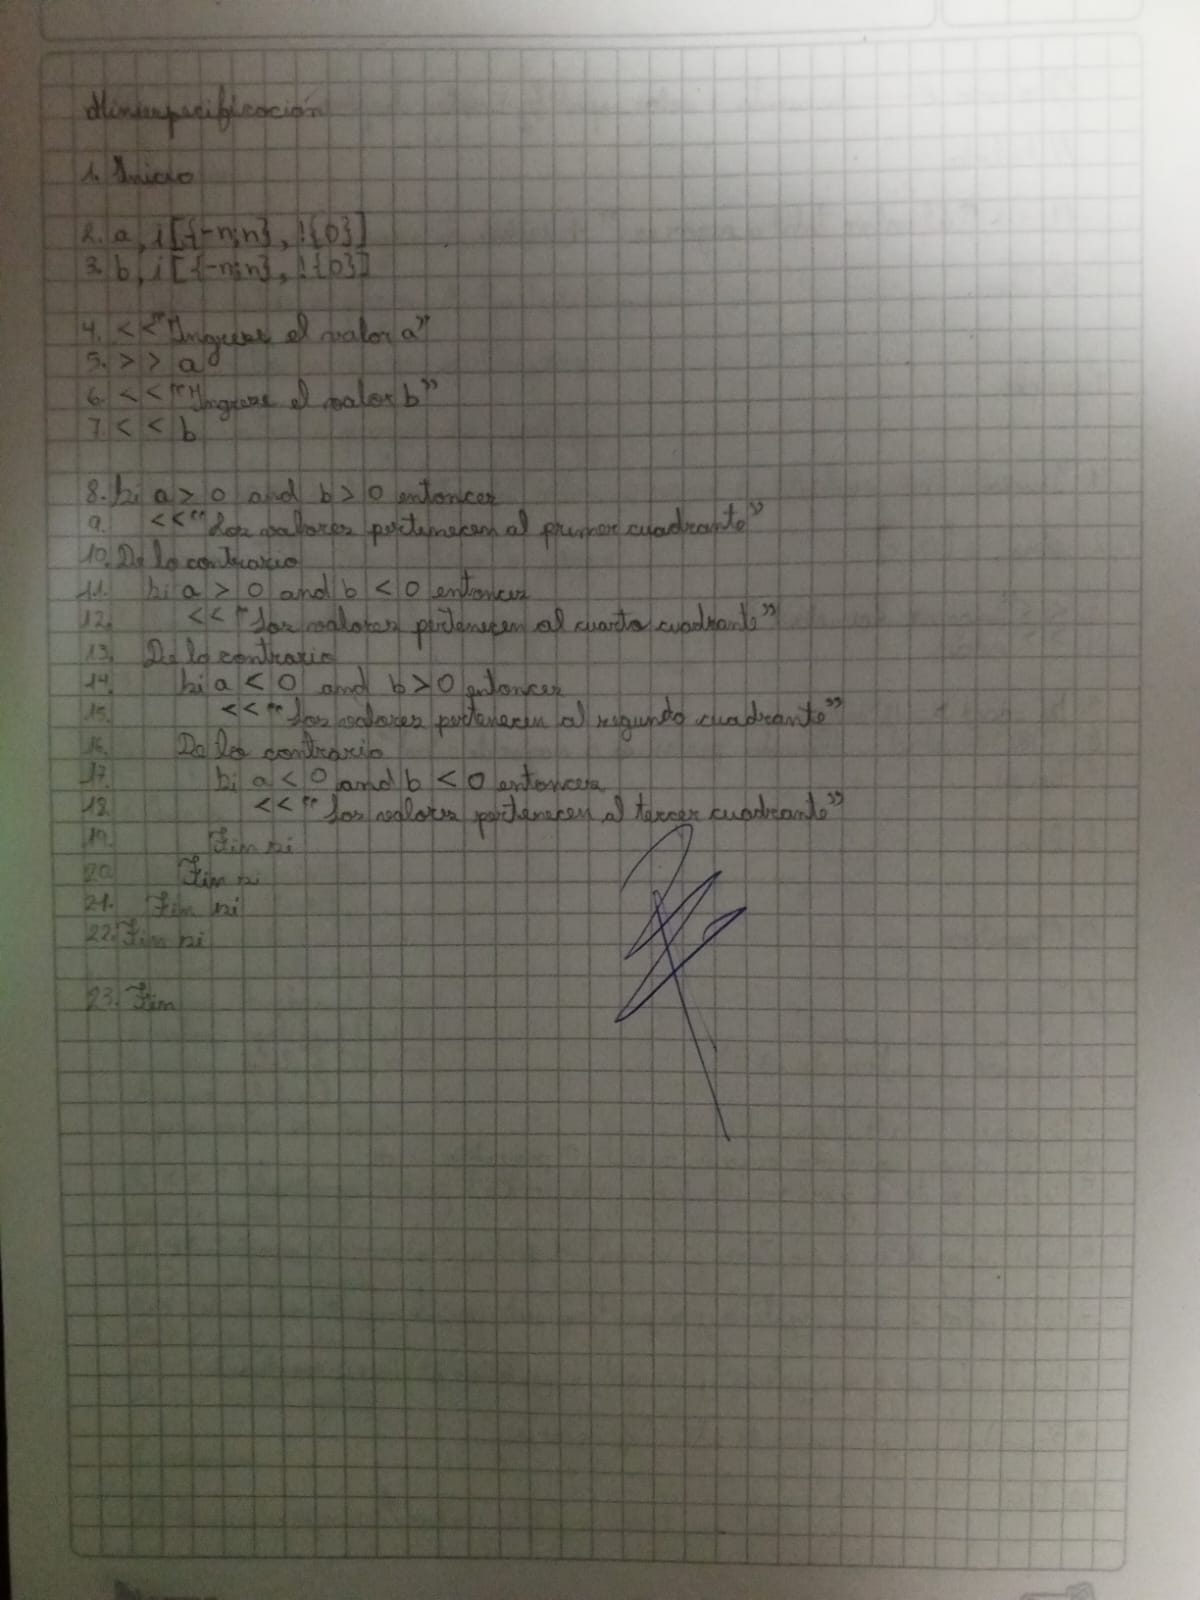 Miniespecificación
1. Inicio
2. a, i[{-n;n}, !{0}]
3. b, i[{-n;n}, !{0}]
4. <<"Ingrese el valor a"
5. >> a
6. <<"Ingrese el valor b"
7. << b
8. Si a > 0 and b > 0 entonces
9. <<"Los valores pertenecen al primer cuadrante"
10. De lo contrario
11. Si a > 0 and b < 0 entonces
12. <<"Los valores pertenecen al cuarto cuadrante"
13. De lo contrario
14. Si a < 0 and b > 0 entonces
15. <<"Los valores pertenecen al segundo cuadrante"
16. De lo contrario
17. Si a < 0 and b < 0 entonces
18. <<"Los valores pertenecen al tercer cuadrante"
19. Fin si
20. Fin si
21. Fin si
22. Fin si
23. Fin